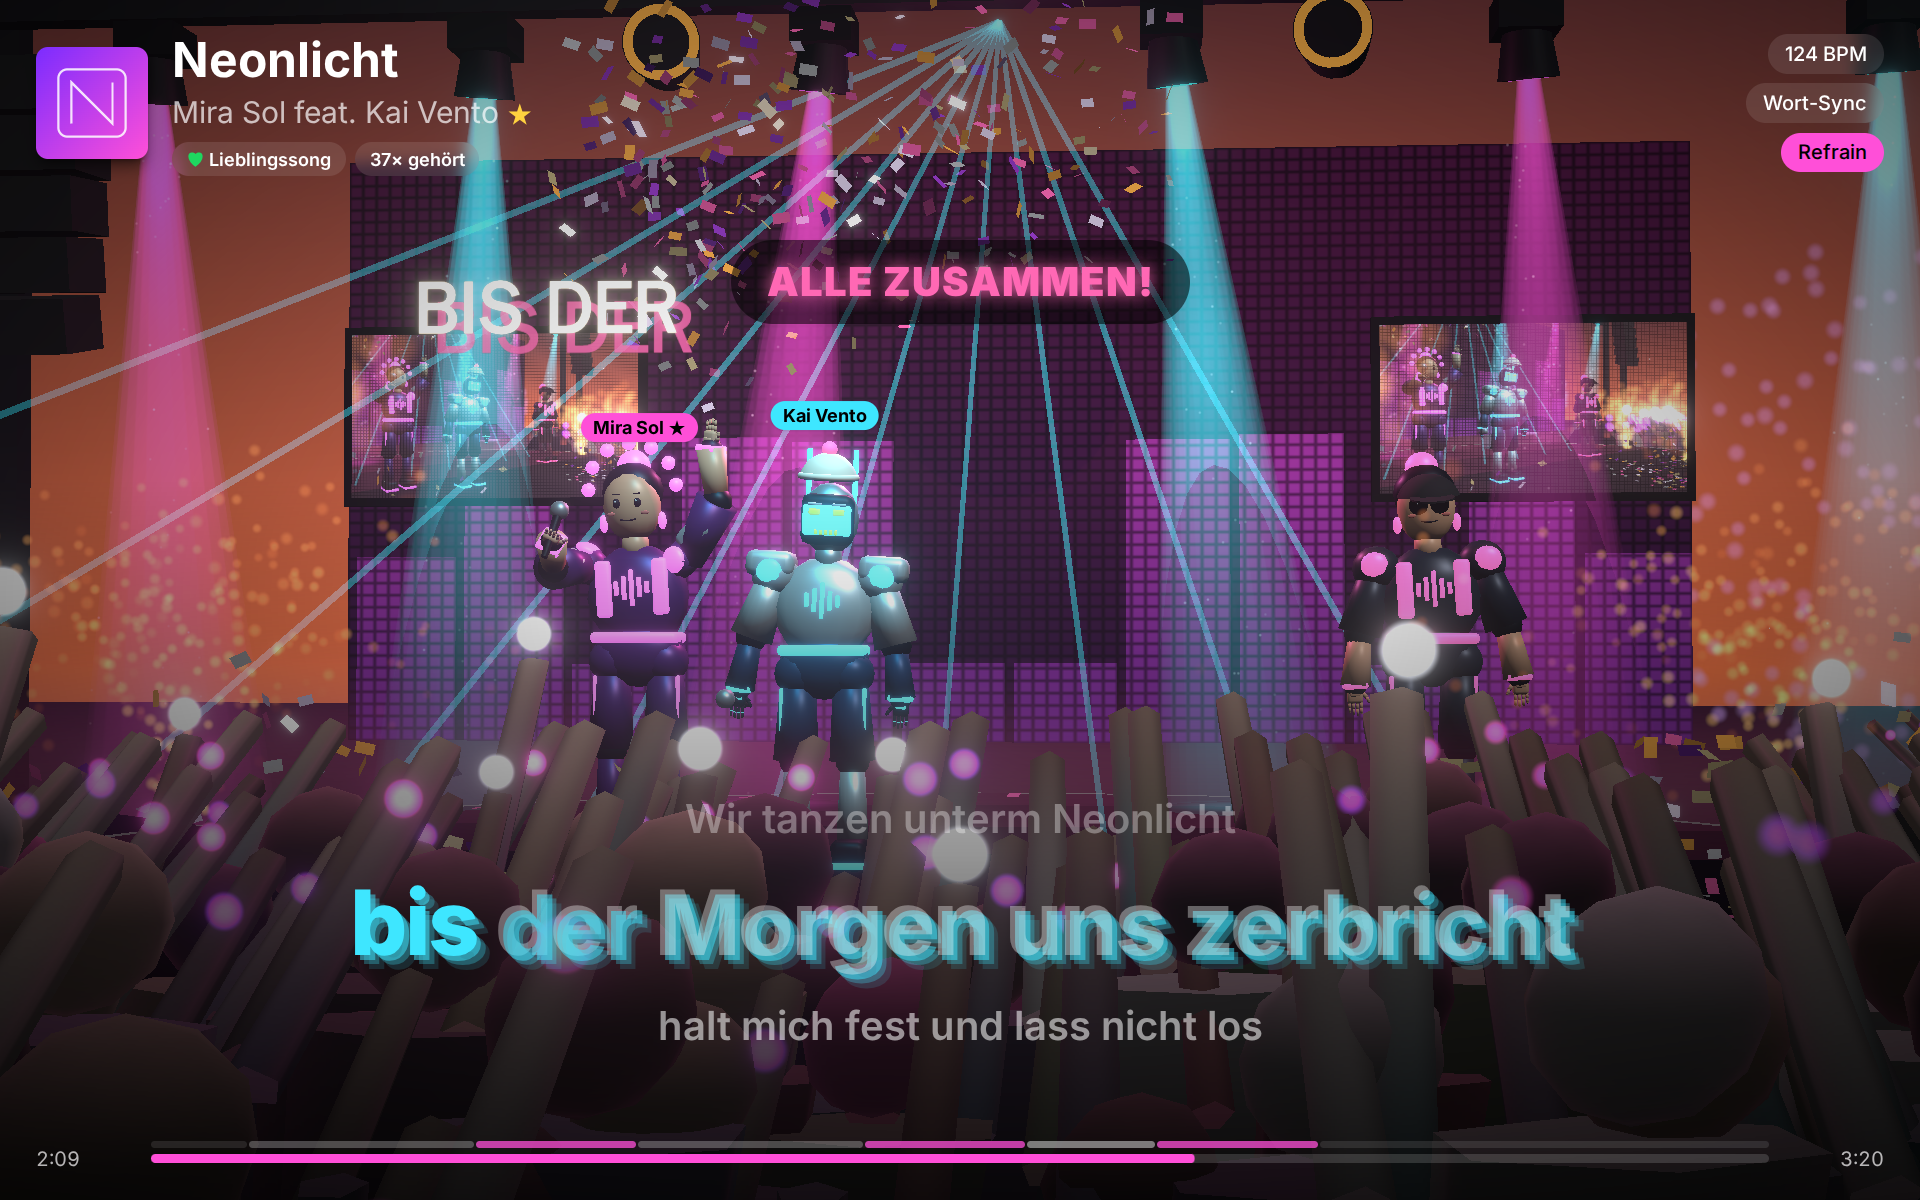 N
Neonlicht
Mira Sol feat. Kai Vento ★
Lieblingssong
37× gehört
124 BPM
Wort-Sync
Refrain
ALLE ZUSAMMEN!
BIS DER
BIS DER
Mira Sol ★
Kai Vento
Wir tanzen unterm Neonlicht
bis der Morgen uns zerbricht
halt mich fest und lass nicht los
2:09
3:20